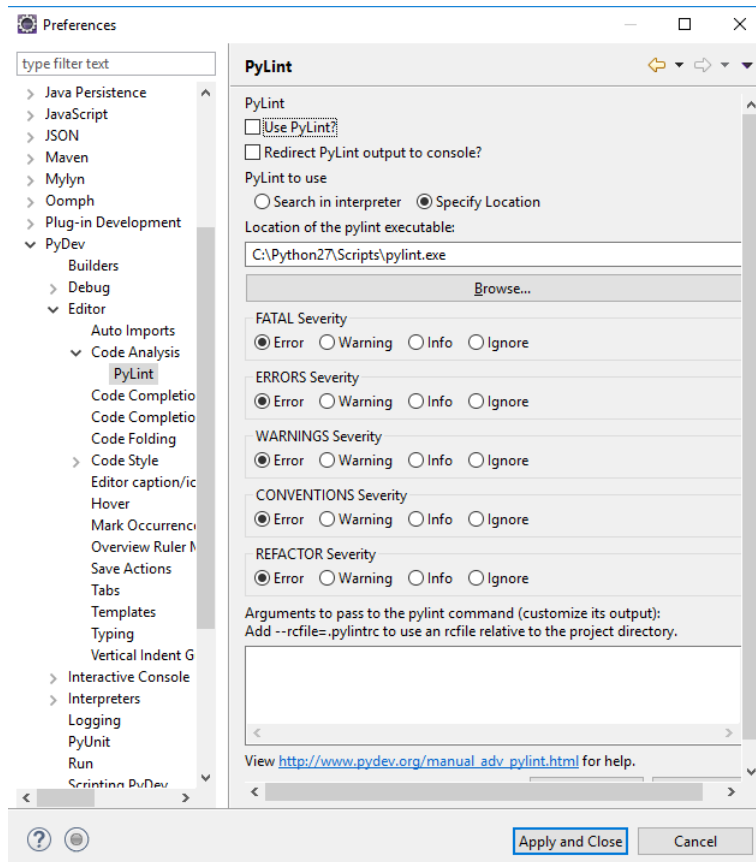 Preferences
type filter text
Java Persistence
JavaScript
JSON
Maven
Mylyn
Oomph
Plug-in Development
PyDev
Builders
Debug
Editor
Auto Imports
Code Analysis
PyLint
Code Completio
Code Completio
Code Folding
Code Style
Editor caption/ic
Hover
Mark Occurrenc
Overview Ruler
Save Actions
Tabs
Templates
Typing
Vertical Indent G
Interactive Console
Interpreters
Logging
PyUnit
Run
Scripting PyDev
PyLint
PyLint
Use PyLint?
Redirect PyLint output to console?
PyLint to use
Search in interpreter Specify Location
Location of the pylint executable:
C:\Python27\Scripts\pylint.exe
Browse...
FATAL Severity
Error Warning Info Ignore
ERRORS Severity
Error Warning Info Ignore
WARNINGS Severity
Error Warning Info Ignore
CONVENTIONS Severity
Error Warning Info Ignore
REFACTOR Severity
Error Warning Info Ignore
Arguments to pass to the pylint command (customize its output):
Add --rcfile=.pylintrc to use an rcfile relative to the project directory.
View http://www.pydev.org/manual_adv_pylint.html for help.
Apply and Close Cancel